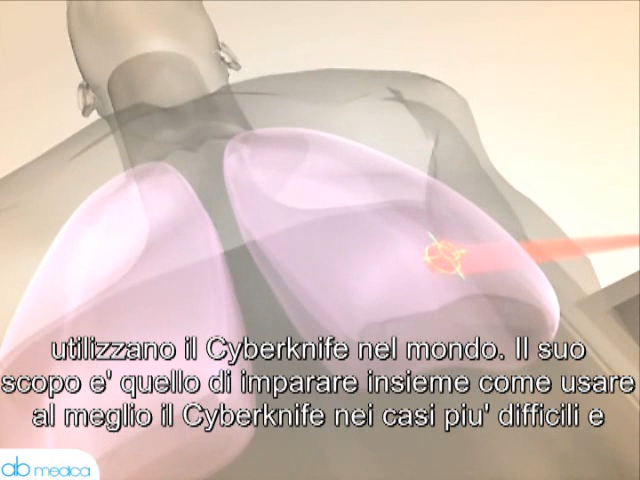 utilizzano il Cyberknife nel mondo. Il suo
scopo e' quello di imparare insieme come usare
al meglio il Cyberknife nei casi piu' difficili e
ab medica